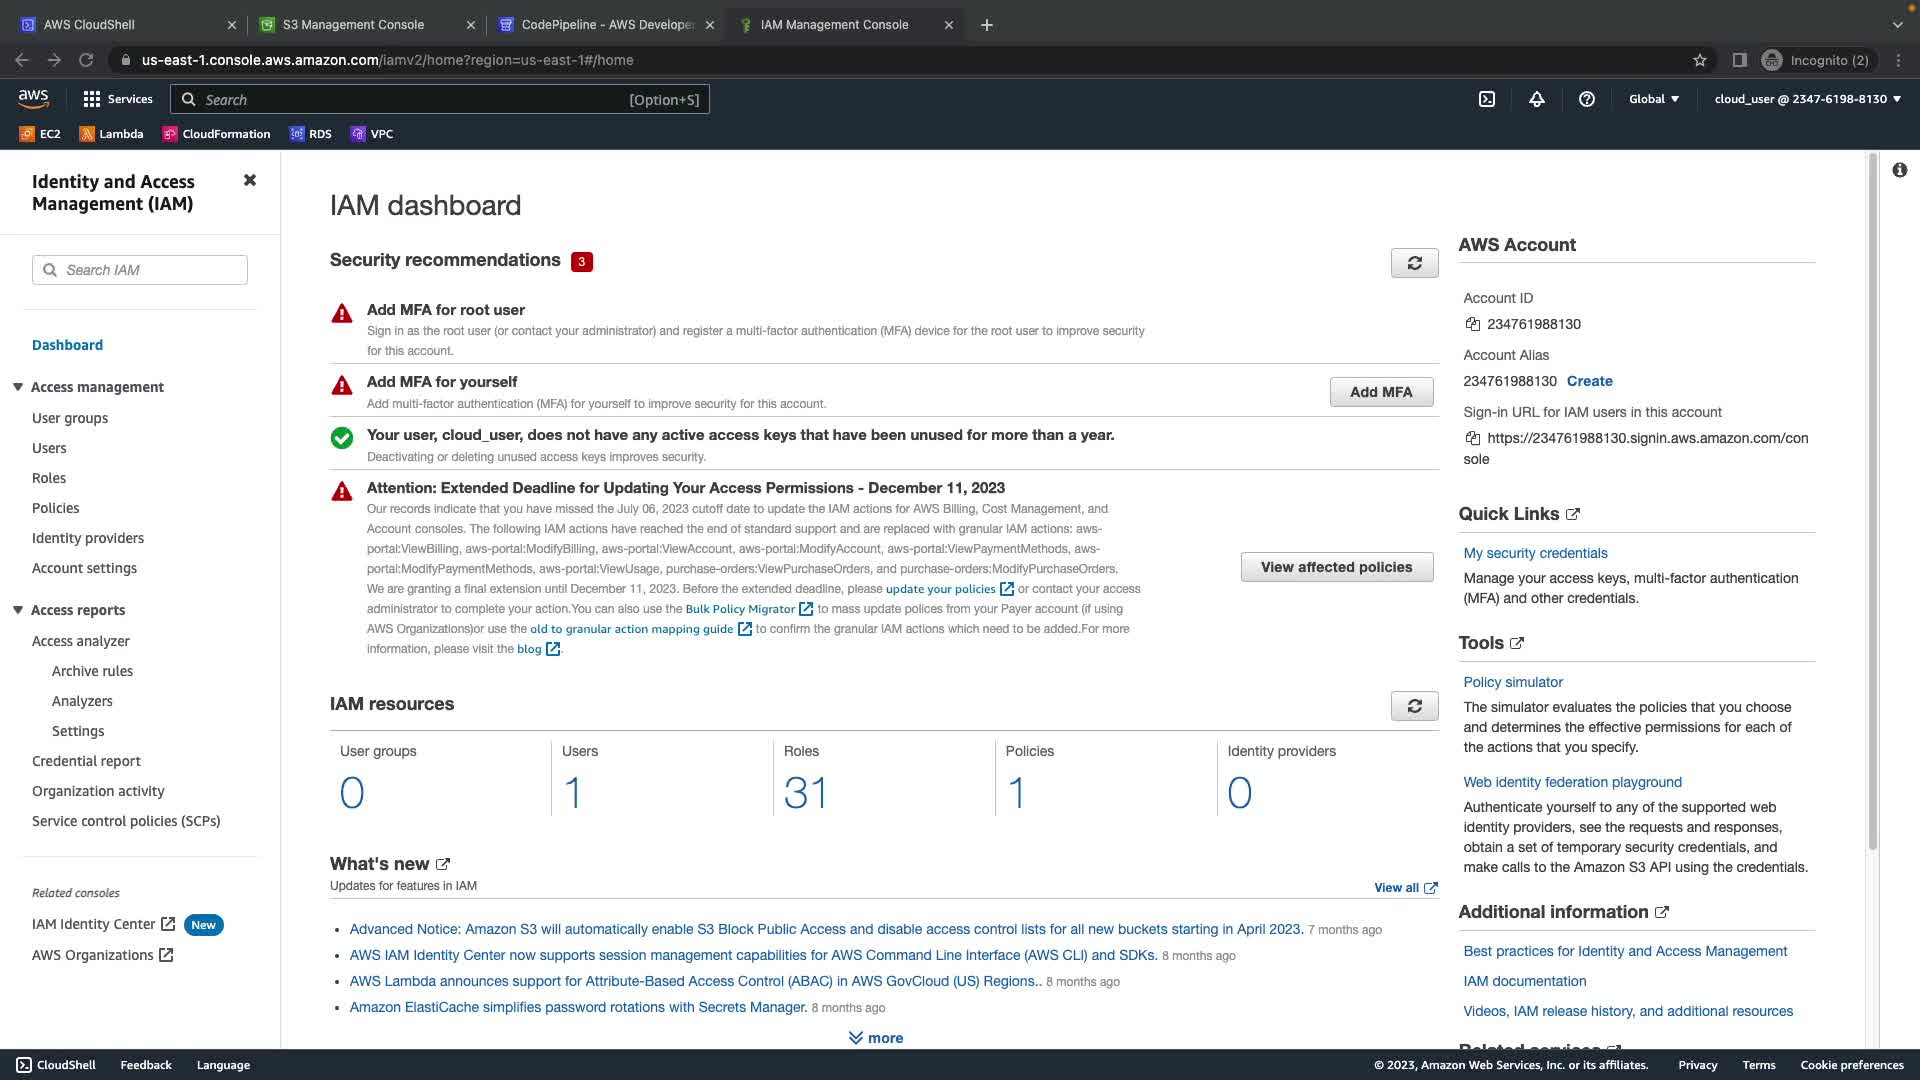 AWS CloudShell
S3 Management Console
CodePipeline - AWS Develope
IAM Management Console
us-east-1.console.aws.amazon.com/iamv2/home?region=us-east-1#/home
Incognito (2)
aws
Services
Search
[Option+S]
Global
cloud_user @ 2347-6198-8130
EC2
Lambda
CloudFormation
RDS
VPC
Identity and Access
Management (IAM)
Search IAM
Dashboard
Access management
User groups
Users
Roles
Policies
Identity providers
Account settings
Access reports
Access analyzer
Archive rules
Analyzers
Settings
Credential report
Organization activity
Service control policies (SCPs)
Related consoles
IAM Identity Center
New
AWS Organizations
IAM dashboard
Security recommendations
3
Add MFA for root user
Sign in as the root user (or contact your administrator) and register a multi-factor authentication (MFA) device for the root user to improve security
for this account.
Add MFA for yourself
Add multi-factor authentication (MFA) for yourself to improve security for this account.
Add MFA
Your user, cloud_user, does not have any active access keys that have been unused for more than a year.
Deactivating or deleting unused access keys improves security.
Attention: Extended Deadline for Updating Your Access Permissions - December 11, 2023
Our records indicate that you have missed the July 06, 2023 cutoff date to update the IAM actions for AWS Billing, Cost Management, and
Account consoles. The following IAM actions have reached the end of standard support and are replaced with granular IAM actions: aws-
portal:ViewBilling, aws-portal:ModifyBilling, aws-portal:ViewAccount, aws-portal:ModifyAccount, aws-portal:ViewPaymentMethods, aws-
portal:ModifyPaymentMethods, aws-portal:ViewUsage, purchase-orders:ViewPurchaseOrders, and purchase-orders:ModifyPurchaseOrders.
We are granting a final extension until December 11, 2023. Before the extended deadline, please update your policies or contact your access
administrator to complete your action.You can also use the Bulk Policy Migrator to mass update polices from your Payer account (if using
AWS Organizations)or use the old to granular action mapping guide to confirm the granular IAM actions which need to be added.For more
information, please visit the blog.
View affected policies
IAM resources
User groups
0
Users
1
Roles
31
Policies
1
Identity providers
0
What's new
Updates for features in IAM
View all
Advanced Notice: Amazon S3 will automatically enable S3 Block Public Access and disable access control lists for all new buckets starting in April 2023. 7 months ago
AWS IAM Identity Center now supports session management capabilities for AWS Command Line Interface (AWS CLI) and SDKs. 8 months ago
AWS Lambda announces support for Attribute-Based Access Control (ABAC) in AWS GovCloud (US) Regions.. 8 months ago
Amazon ElastiCache simplifies password rotations with Secrets Manager. 8 months ago
more
AWS Account
Account ID
234761988130
Account Alias
234761988130 Create
Sign-in URL for IAM users in this account
https://234761988130.signin.aws.amazon.com/con
sole
Quick Links
My security credentials
Manage your access keys, multi-factor authentication
(MFA) and other credentials.
Tools
Policy simulator
The simulator evaluates the policies that you choose
and determines the effective permissions for each of
the actions that you specify.
Web identity federation playground
Authenticate yourself to any of the supported web
identity providers, see the requests and responses,
obtain a set of temporary security credentials, and
make calls to the Amazon S3 API using the credentials.
Additional information
Best practices for Identity and Access Management
IAM documentation
Videos, IAM release history, and additional resources
Related services
CloudShell
Feedback
Language
© 2023, Amazon Web Services, Inc. or its affiliates.
Privacy
Terms
Cookie preferences